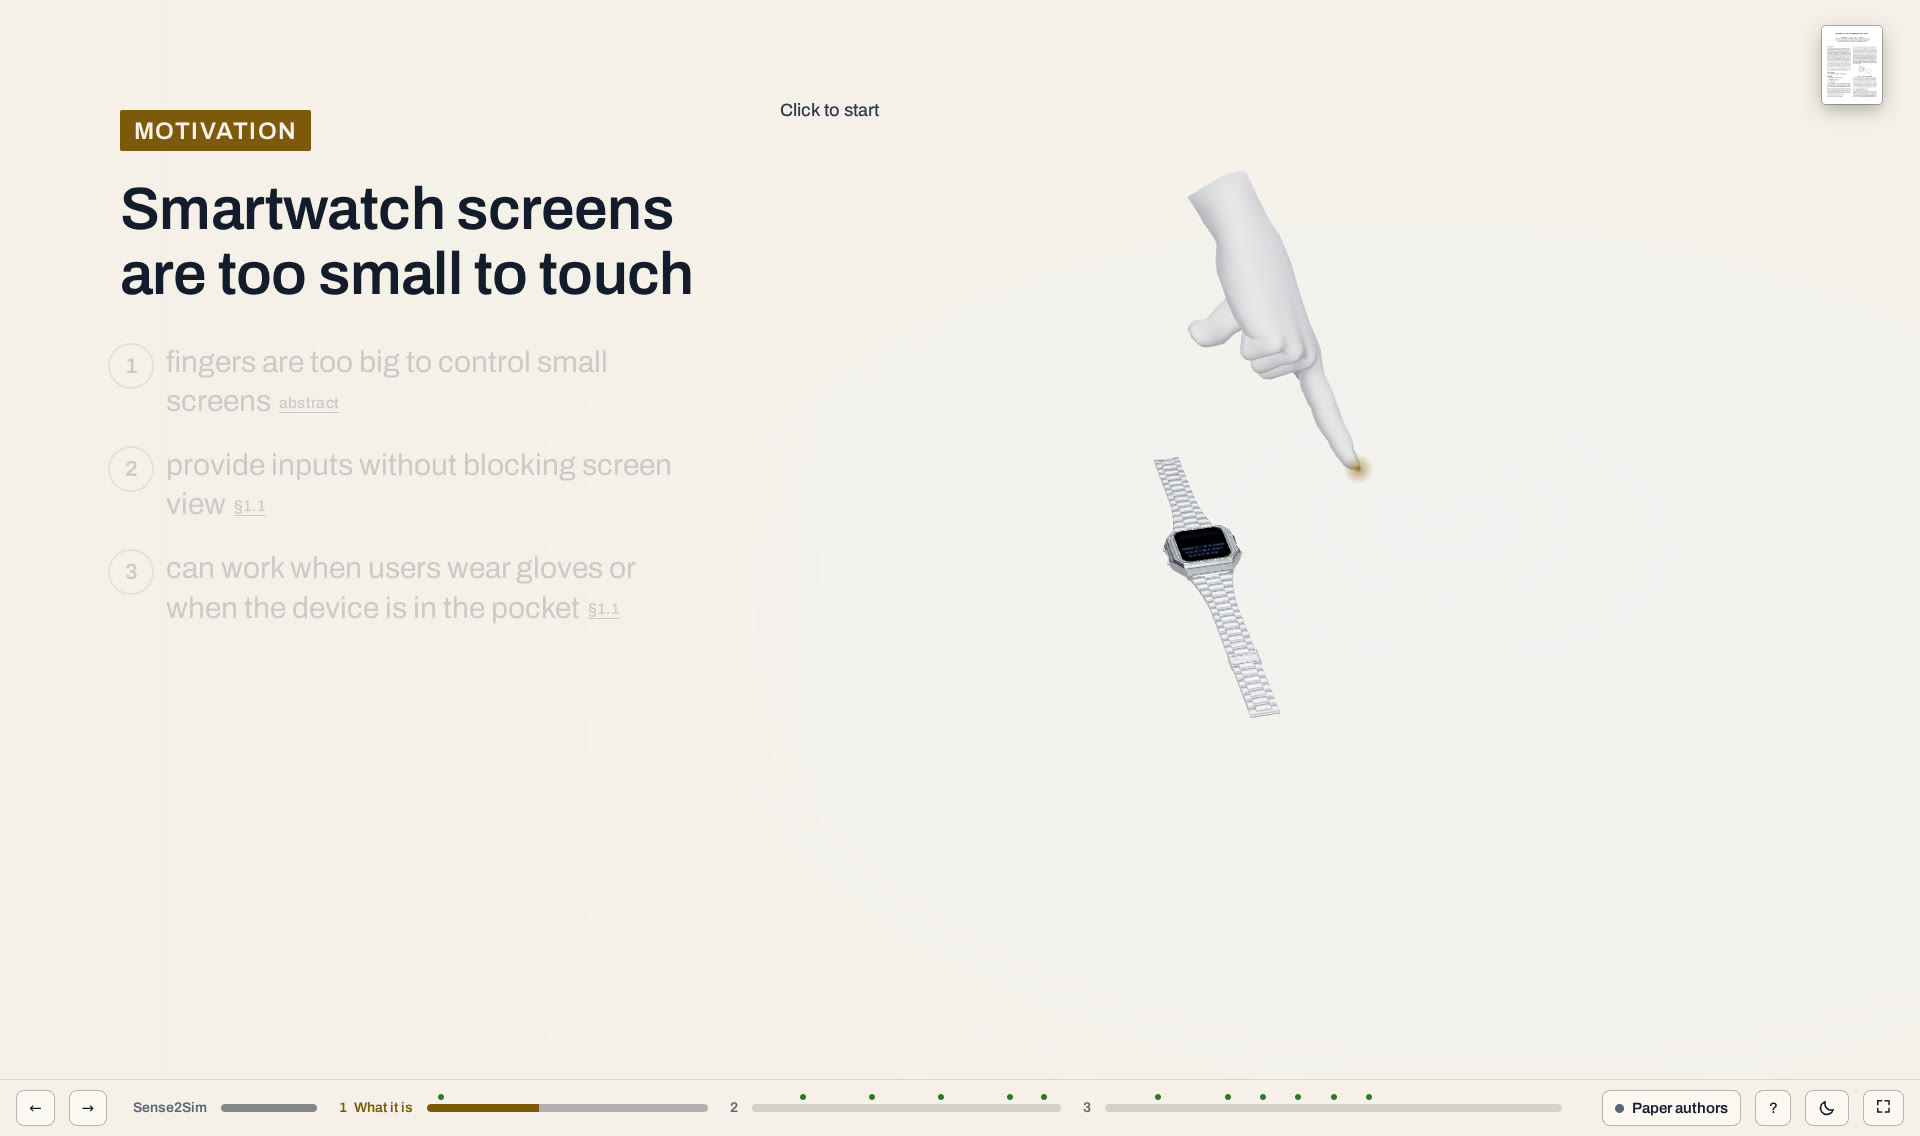 MOTIVATION
Click to start
Smartwatch screens
are too small to touch
1 fingers are too big to control small
screens abstract
2 provide inputs without blocking screen
view §1.1
3 can work when users wear gloves or
when the device is in the pocket §1.1
← → Sense2Sim 1 What it is 2 3 Paper authors ?